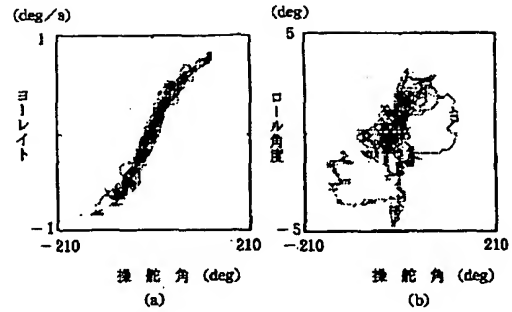 (deg/s)
1
ヨーレイト
-1
-210
210
操舵角 (deg)
(a)
(deg)
5
ロール角度
-5
-210
210
操舵角 (deg)
(b)